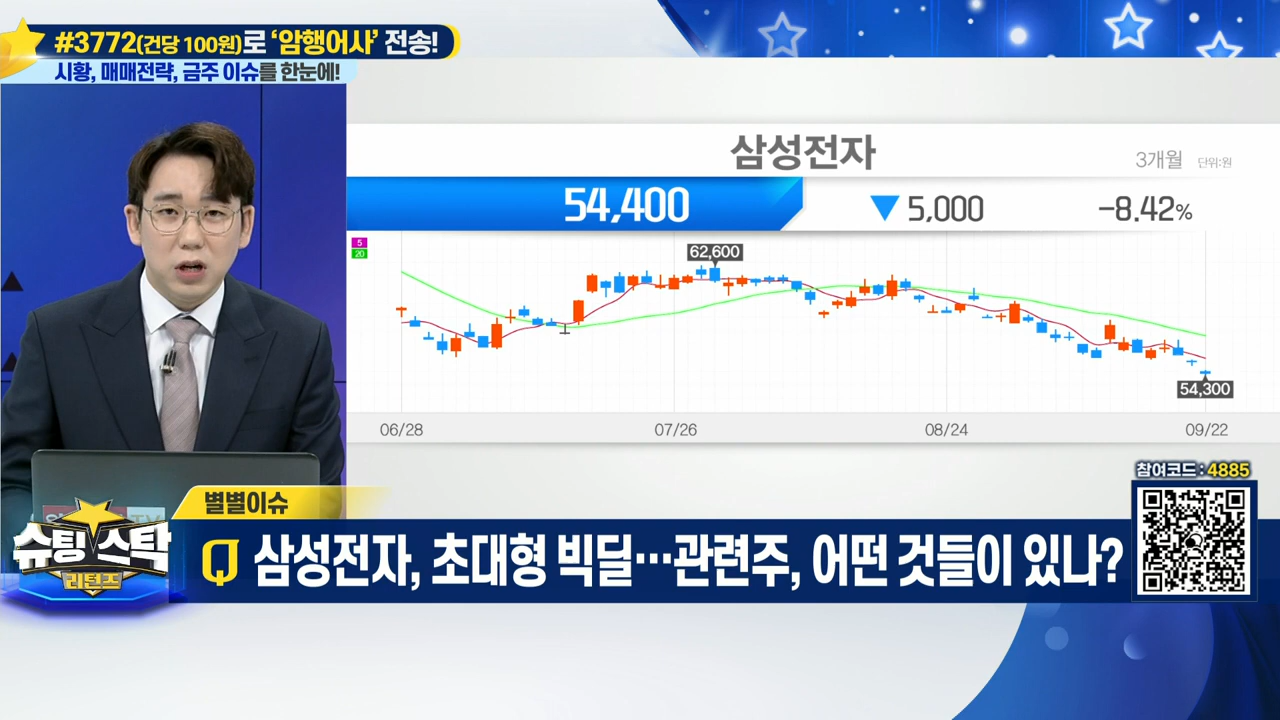 #3772(건당 100원)로 ‘암행어사’ 전송!
시황, 매매전략, 금주 이슈를 한눈에!
삼성전자
3개월 단위:원
54,400 ▼ 5,000 -8.42%
5
20
62,600
54,300
06/28 07/26 08/24 09/22
참여코드:4885
별별이슈
슈팅 스탁
리턴즈
Q 삼성전자, 초대형 빅딜…관련주, 어떤 것들이 있나?